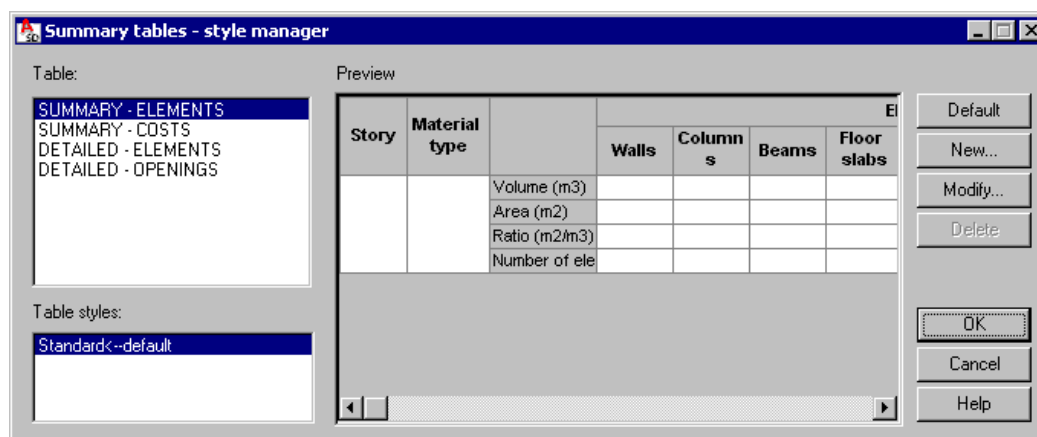 Summary tables - style manager
Table:
SUMMARY - ELEMENTS
SUMMARY - COSTS
DETAILED - ELEMENTS
DETAILED - OPENINGS
Table styles:
Standard<--default
Preview
El
Story
Material
type
Walls
Column
s
Beams
Floor
slabs
Volume (m3)
Area (m2)
Ratio (m2/m3)
Number of ele
Default
New...
Modify...
Delete
OK
Cancel
Help